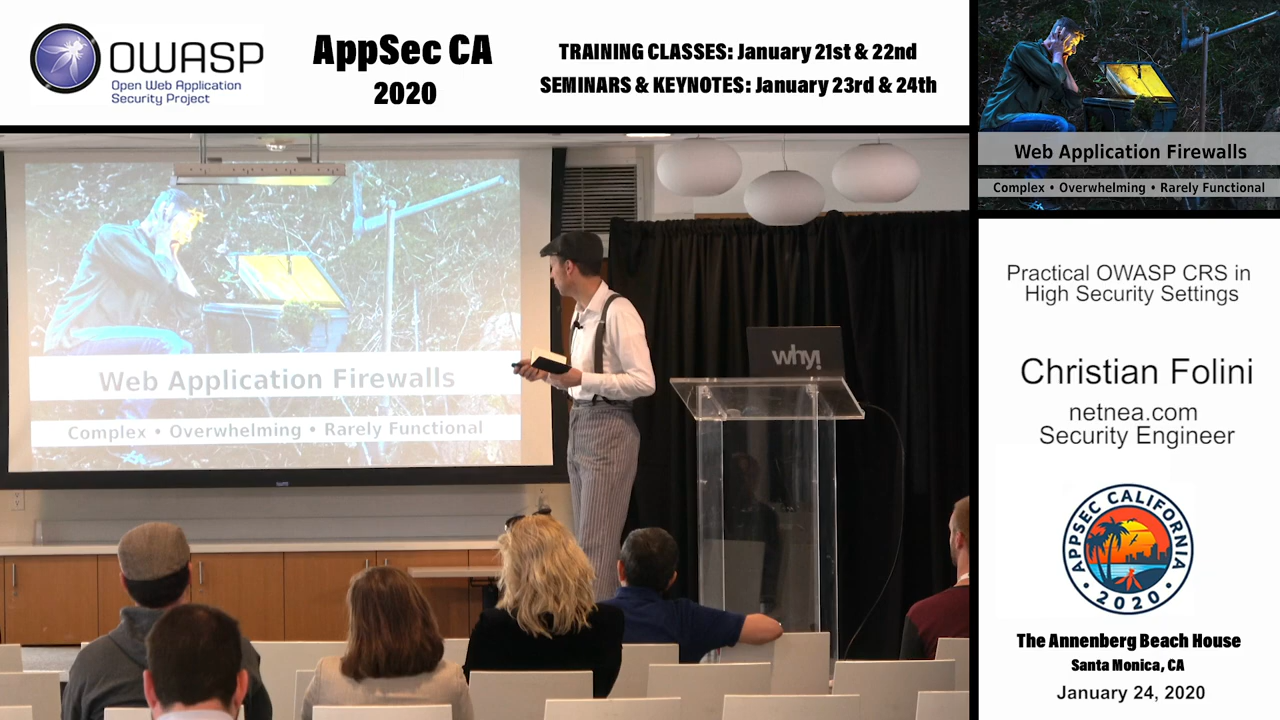 OWASP
Open Web Application
Security Project
AppSec CA
2020
TRAINING CLASSES: January 21st & 22nd
SEMINARS & KEYNOTES: January 23rd & 24th
Web Application Firewalls
Complex • Overwhelming • Rarely Functional
Web Application Firewalls
Complex • Overwhelming • Rarely Functional
why!
Practical OWASP CRS in
High Security Settings
Christian Folini
netnea.com
Security Engineer
APPSEC CALIFORNIA
• 2020 •
The Annenberg Beach House
Santa Monica, CA
January 24, 2020